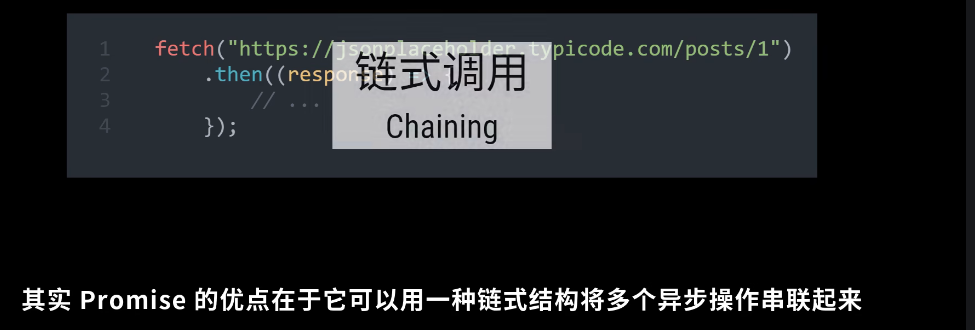 1 fetch("https://jsonplaceholder.typicode.com/posts/1")
2 .then((response
3 // ...
4 });
链式调用
Chaining
其实 Promise 的优点在于它可以用一种链式结构将多个异步操作串联起来